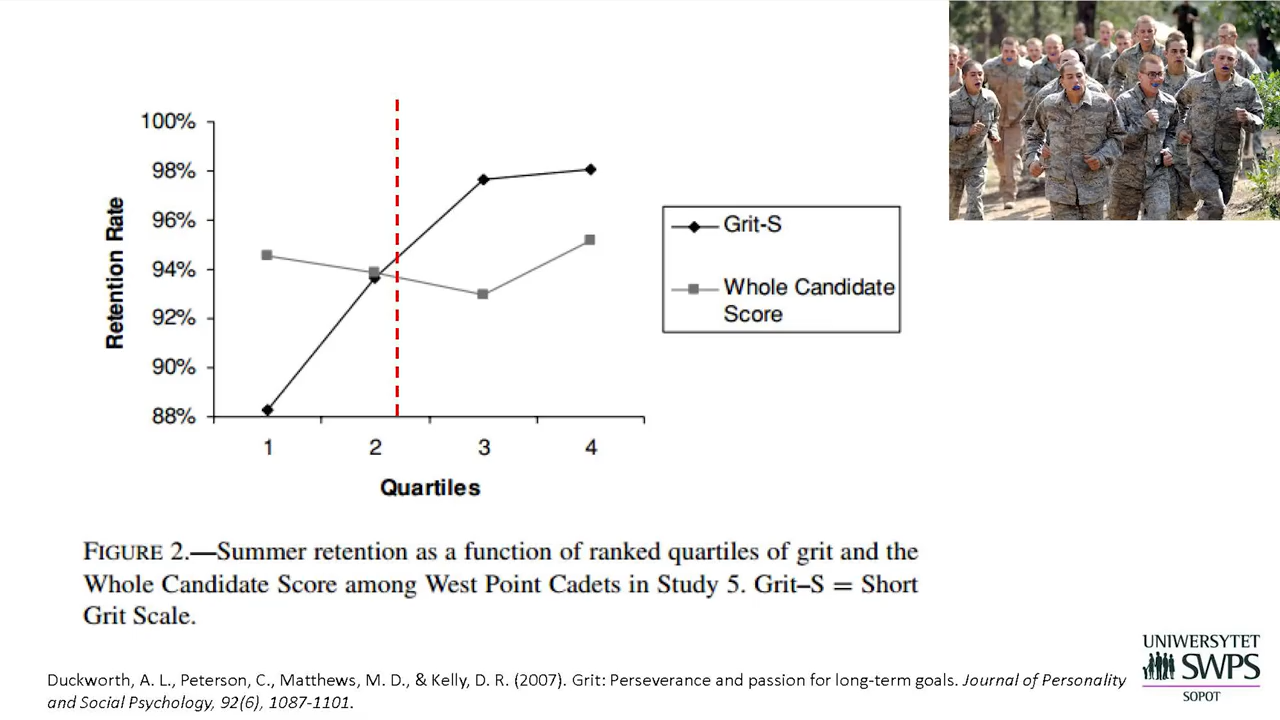 100%
98%
96%
94%
92%
90%
88%
Retention Rate
1 2 3 4
Quartiles
Grit-S
Whole Candidate
Score
FIGURE 2.—Summer retention as a function of ranked quartiles of grit and the
Whole Candidate Score among West Point Cadets in Study 5. Grit–S = Short
Grit Scale.
Duckworth, A. L., Peterson, C., Matthews, M. D., & Kelly, D. R. (2007). Grit: Perseverance and passion for long-term goals. Journal of Personality
and Social Psychology, 92(6), 1087-1101.
UNIWERSYTET
SWPS
SOPOT